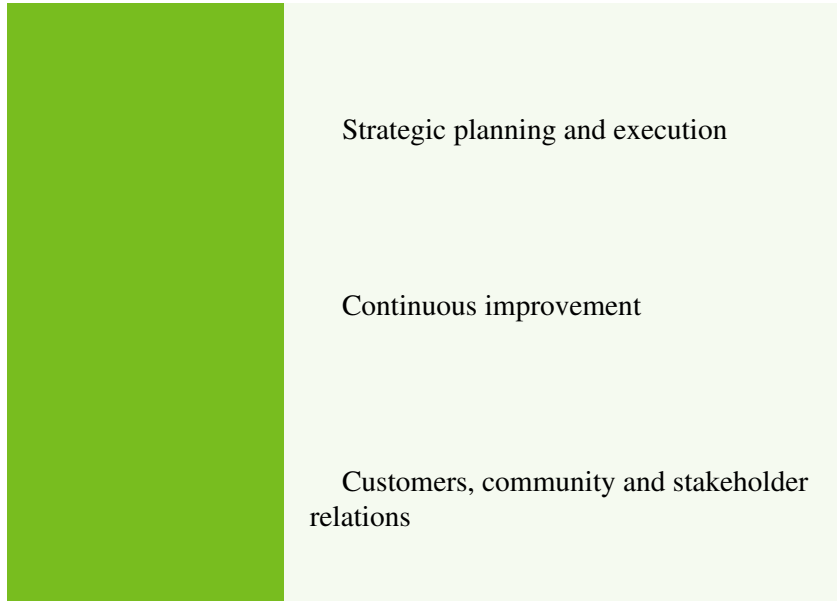 Strategic planning and execution
Continuous improvement
Customers, community and stakeholder
relations